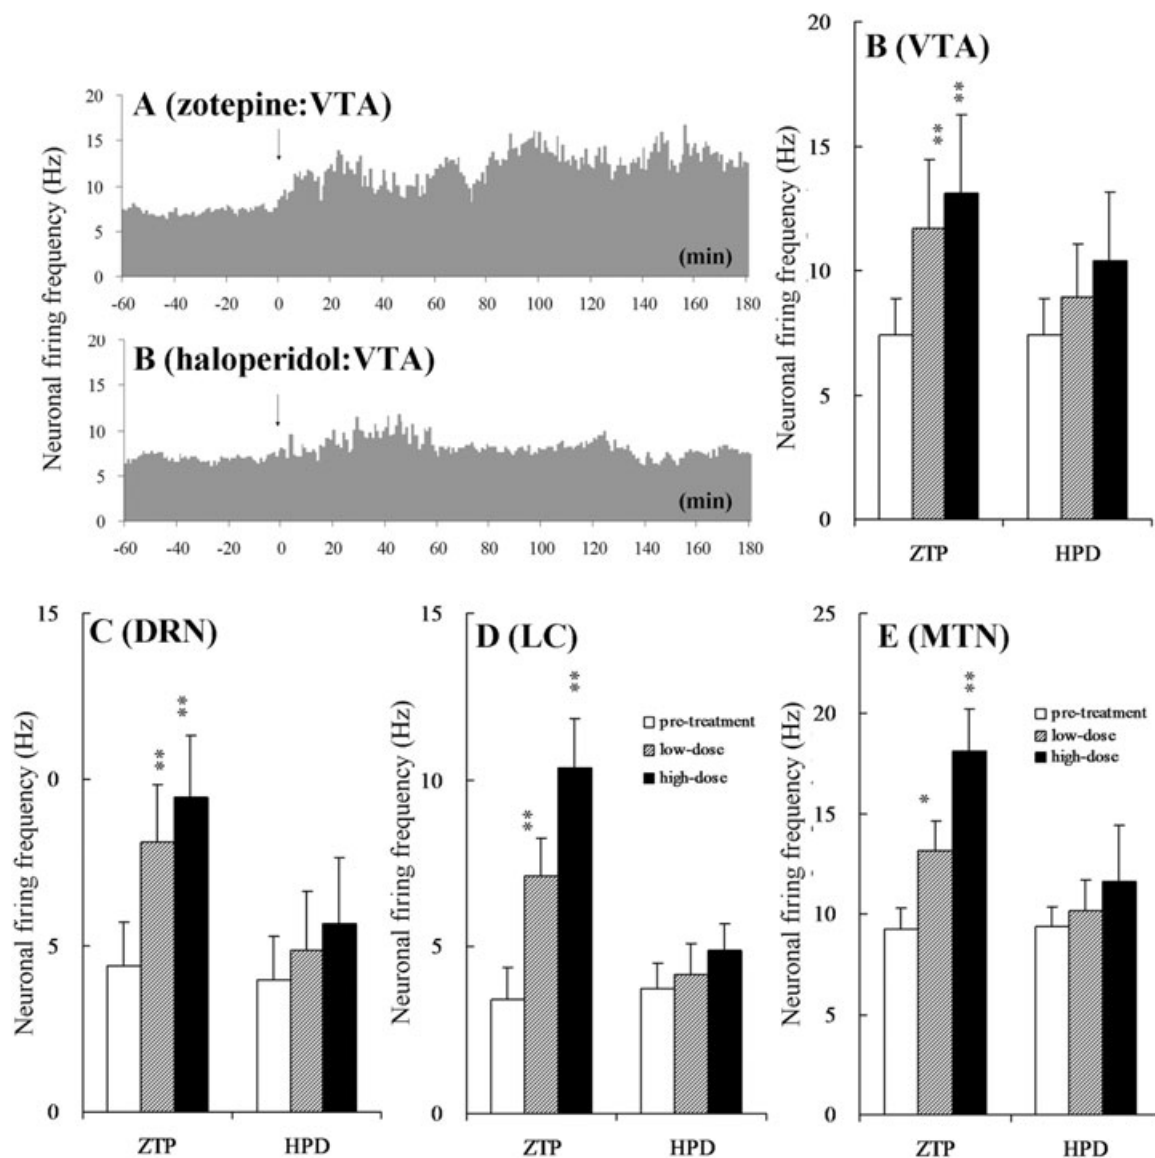 A (zotepine:VTA)
20
15
10
5
0
(min)
-60 -40 -20 0 20 40 60 80 100 120 140 160 180
Neuronal firing frequency (Hz)
B (haloperidol:VTA)
20
15
10
5
0
(min)
-60 -40 -20 0 20 40 60 80 100 120 140 160 180
B (VTA)
20
15
10
5
0
Neuronal firing frequency (Hz)
**
**
ZTP HPD
C (DRN)
15
0
5
0
Neuronal firing frequency (Hz)
**
**
ZTP HPD
D (LC)
15
10
5
0
Neuronal firing frequency (Hz)
**
**
pre-treatment
low-dose
high-dose
ZTP HPD
E (MTN)
25
20
15
10
5
0
Neuronal firing frequency (Hz)
*
**
pre-treatment
low-dose
high-dose
ZTP HPD